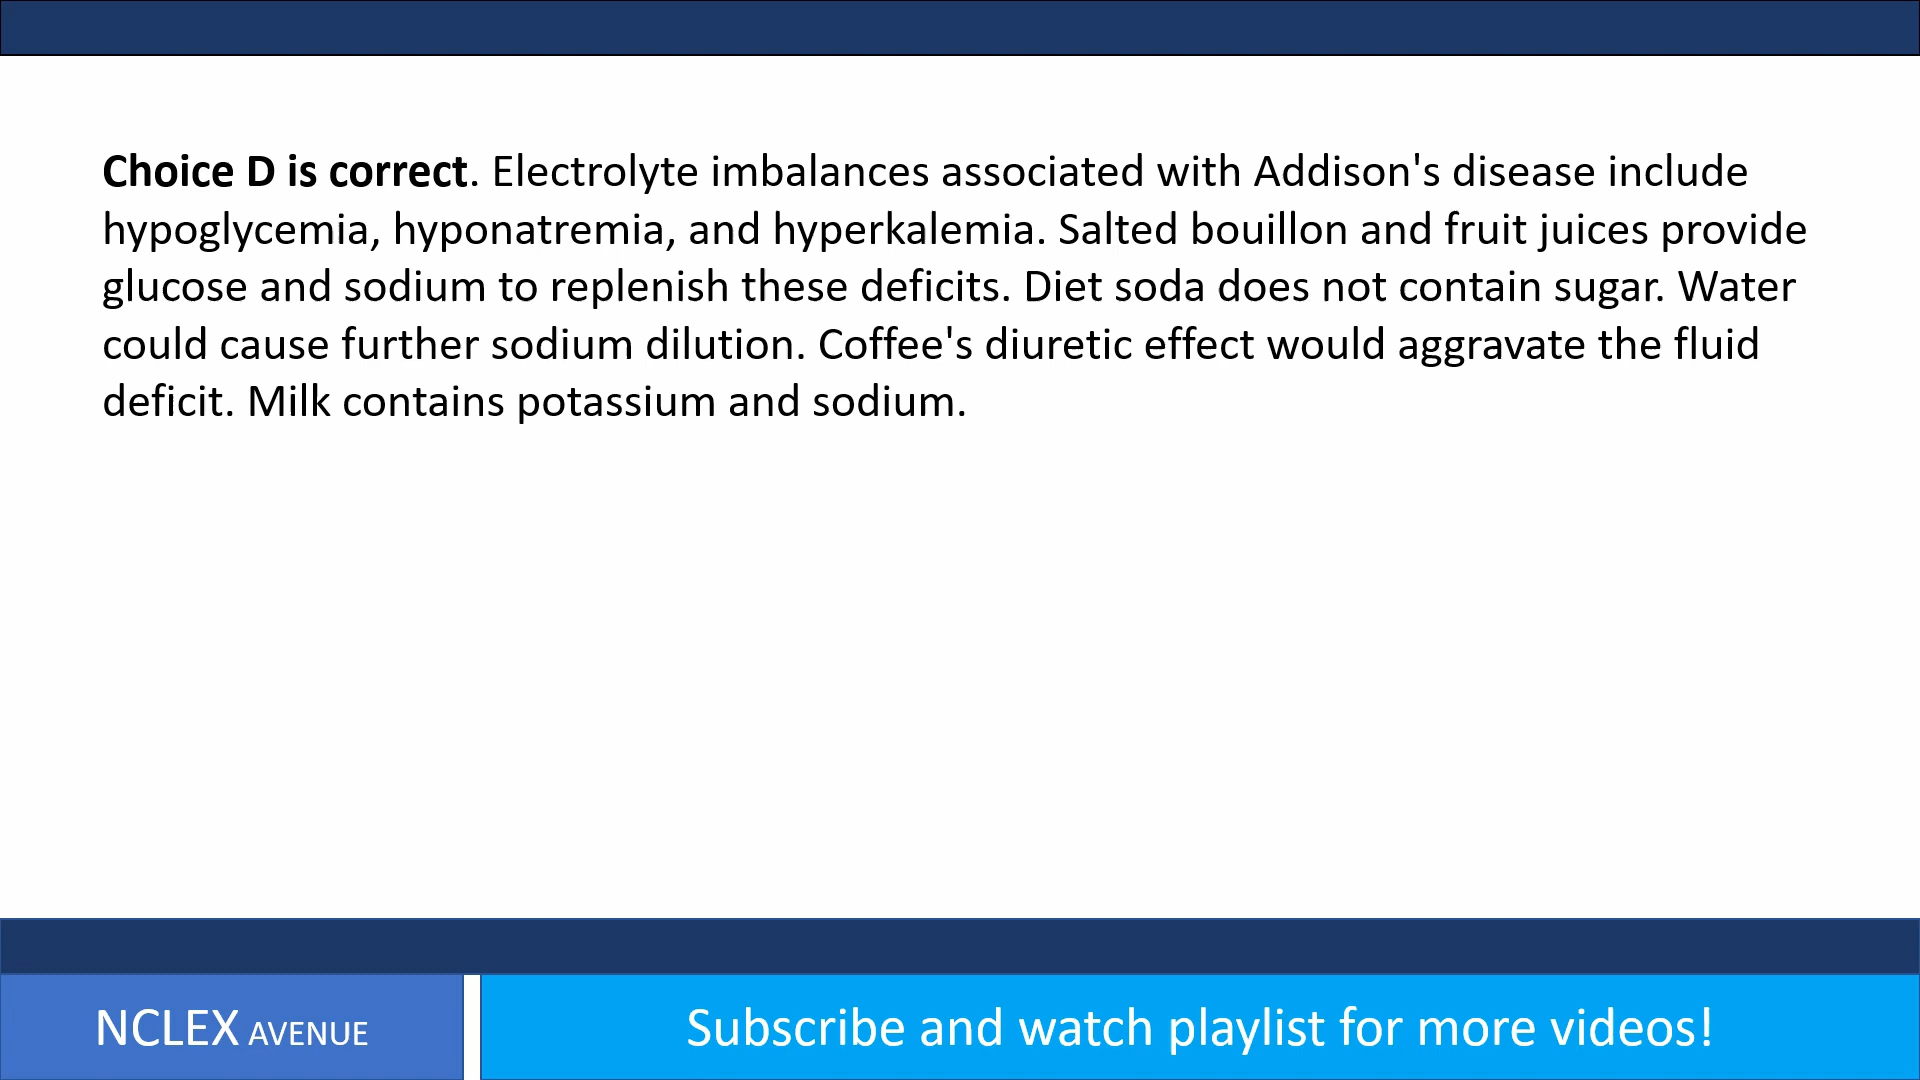 Choice D is correct. Electrolyte imbalances associated with Addison's disease include
hypoglycemia, hyponatremia, and hyperkalemia. Salted bouillon and fruit juices provide
glucose and sodium to replenish these deficits. Diet soda does not contain sugar. Water
could cause further sodium dilution. Coffee's diuretic effect would aggravate the fluid
deficit. Milk contains potassium and sodium.
NCLEX AVENUE
Subscribe and watch playlist for more videos!